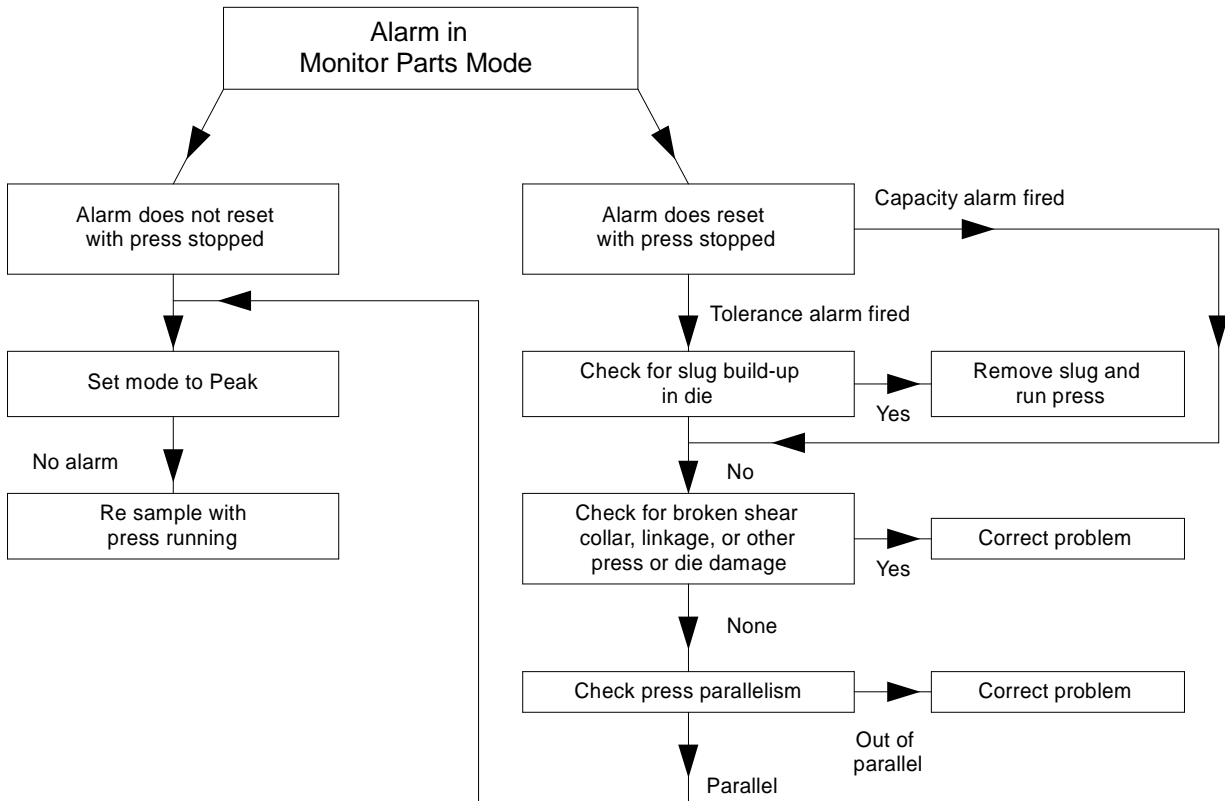 Alarm in
Monitor Parts Mode
Alarm does not reset
with press stopped
Alarm does reset
with press stopped
Capacity alarm fired
Tolerance alarm fired
Set mode to Peak
Check for slug build-up
in die
Yes
Remove slug and
run press
No alarm
No
Re sample with
press running
Check for broken shear
collar, linkage, or other
press or die damage
Yes
Correct problem
None
Check press parallelism
Correct problem
Out of
parallel
Parallel